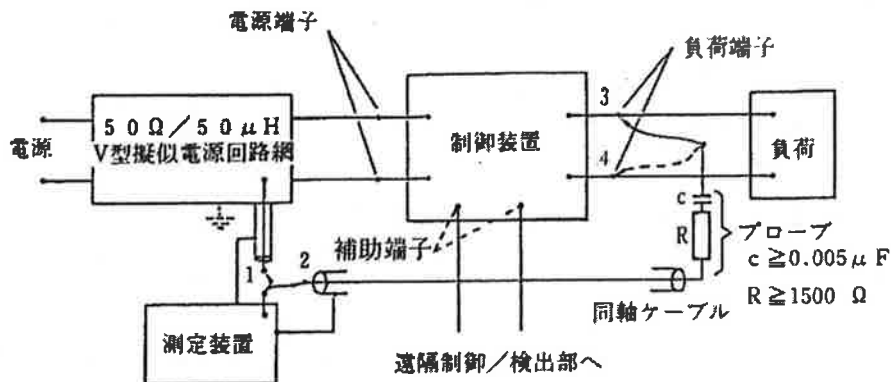 電源端子
負荷端子
電源
50Ω/50μH
V型擬似電源回路網
制御装置
3
4
負荷
c
R
プローブ
c≧0.005μF
R≧1500 Ω
補助端子
1
2
同軸ケーブル
測定装置
遠隔制御/検出部へ